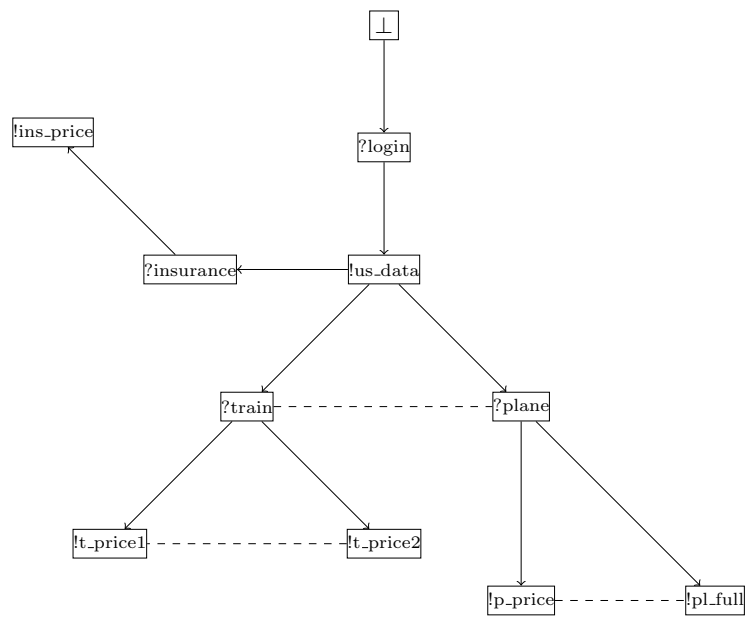 ⊥
!ins_price
?login
?insurance
!us_data
?train
?plane
!t_price1
!t_price2
!p_price
!pl_full